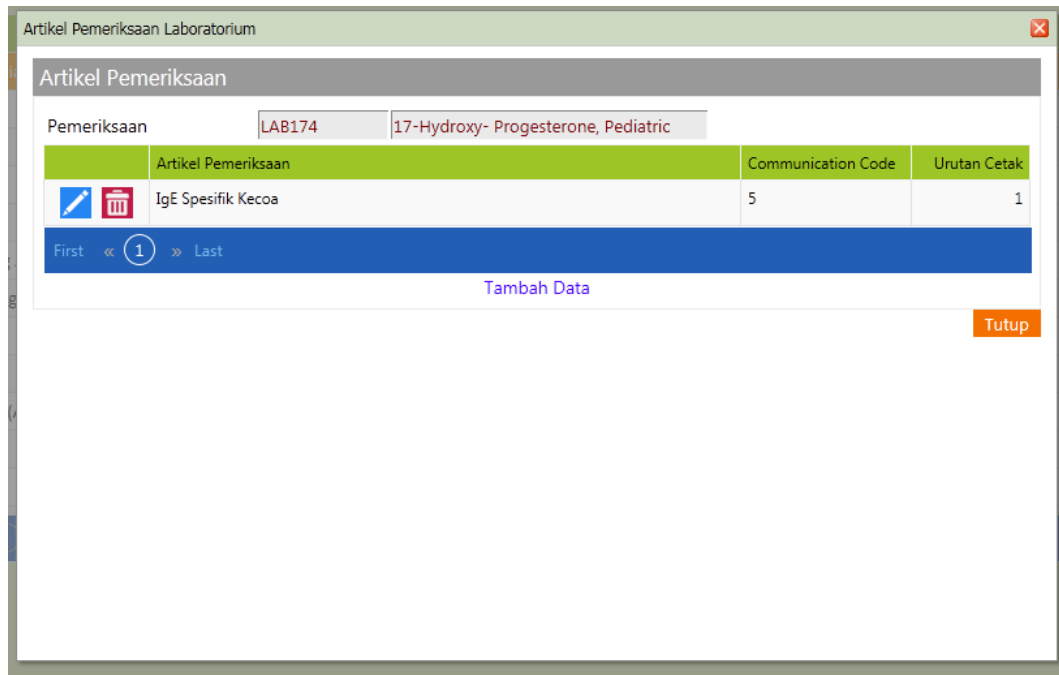 Artikel Pemeriksaan Laboratorium
Artikel Pemeriksaan
Pemeriksaan LAB174 17-Hydroxy- Progesterone, Pediatric
Artikel Pemeriksaan Communication Code Urutan Cetak
IgE Spesifik Kecoa 5 1
First « 1 » Last
Tambah Data
Tutup